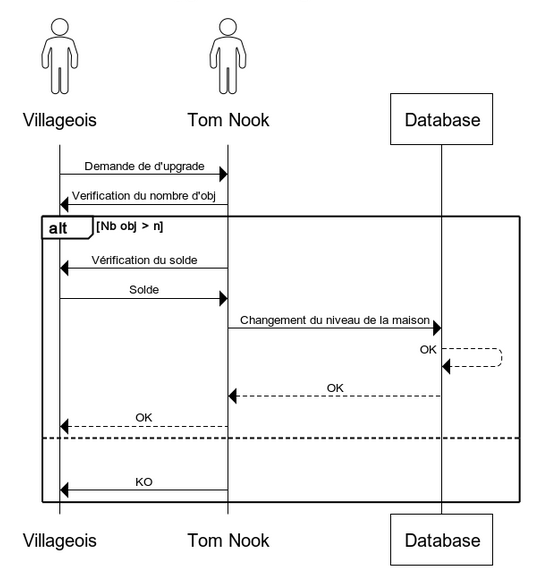 Villageois
Tom Nook
Database
Demande de d'upgrade
Verification du nombre d'obj
alt
[Nb obj > n]
Vérification du solde
Solde
Changement du niveau de la maison
OK
OK
OK
KO
Villageois
Tom Nook
Database